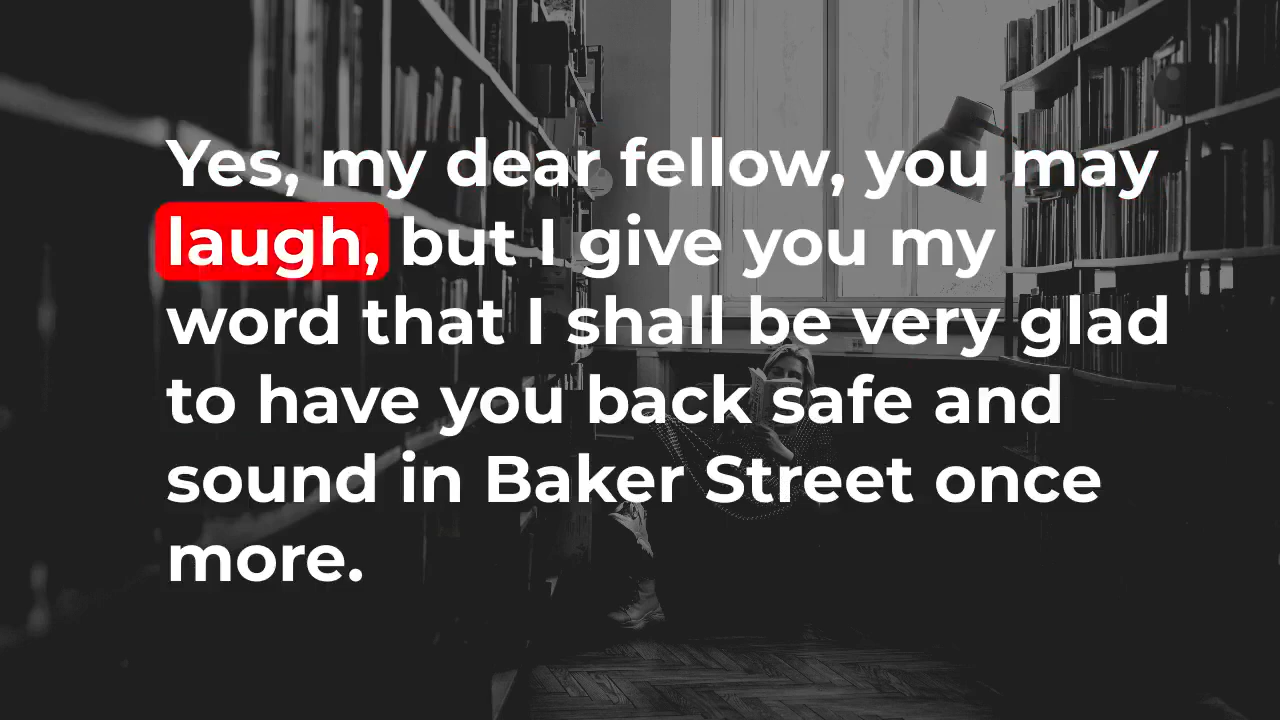 Yes, my dear fellow, you may
laugh, but I give you my
word that I shall be very glad
to have you back safe and
sound in Baker Street once
more.